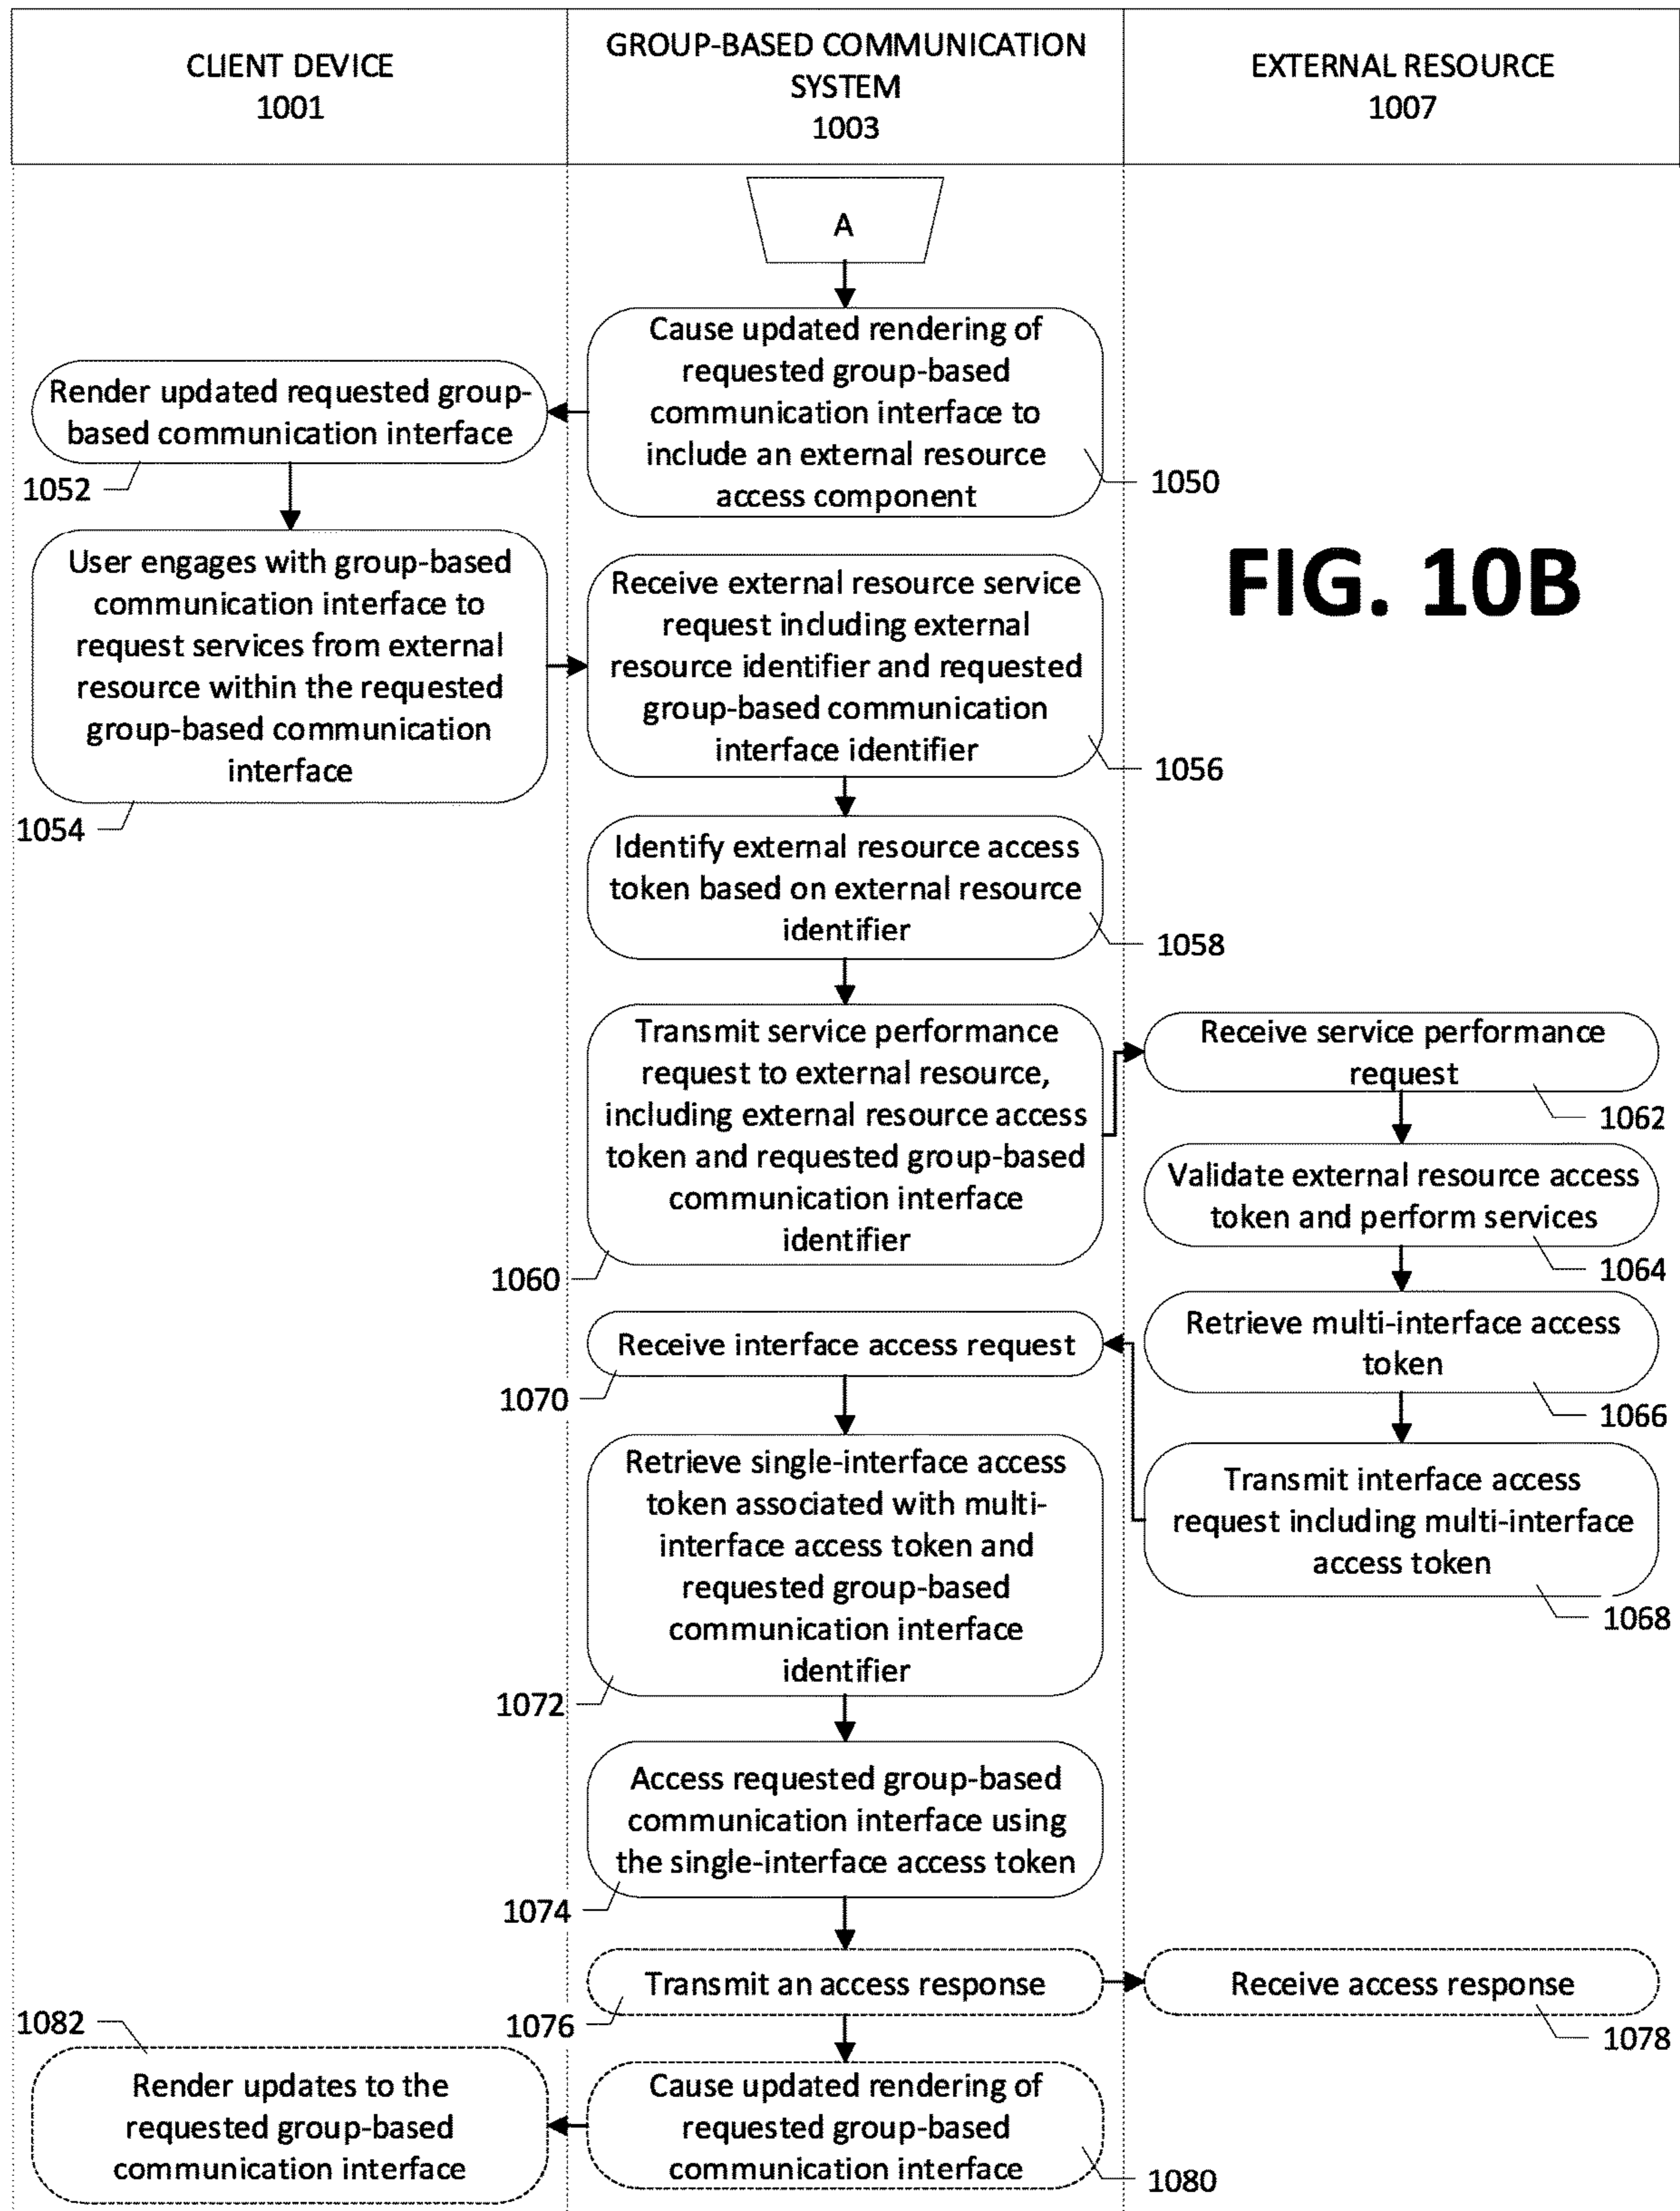 CLIENT DEVICE
1001
GROUP-BASED COMMUNICATION
SYSTEM
1003
EXTERNAL RESOURCE
1007
A
Cause updated rendering of
requested group-based
communication interface to
include an external resource
access component
1050
Render updated requested group-
based communication interface
1052
FIG. 10B
User engages with group-based
communication interface to
request services from external
resource within the requested
group-based communication
interface
1054
Receive external resource service
request including external
resource identifier and requested
group-based communication
interface identifier
1056
Identify external resource access
token based on external resource
identifier
1058
Transmit service performance
request to external resource,
including external resource access
token and requested group-based
communication interface
identifier
1060
Receive service performance
request
1062
Validate external resource access
token and perform services
1064
Retrieve multi-interface access
token
1066
Transmit interface access
request including multi-interface
access token
1068
Receive interface access request
1070
Retrieve single-interface access
token associated with multi-
interface access token and
requested group-based
communication interface
identifier
1072
Access requested group-based
communication interface using
the single-interface access token
1074
Transmit an access response
1076
Receive access response
1078
Cause updated rendering of
requested group-based
communication interface
1080
1082
Render updates to the
requested group-based
communication interface